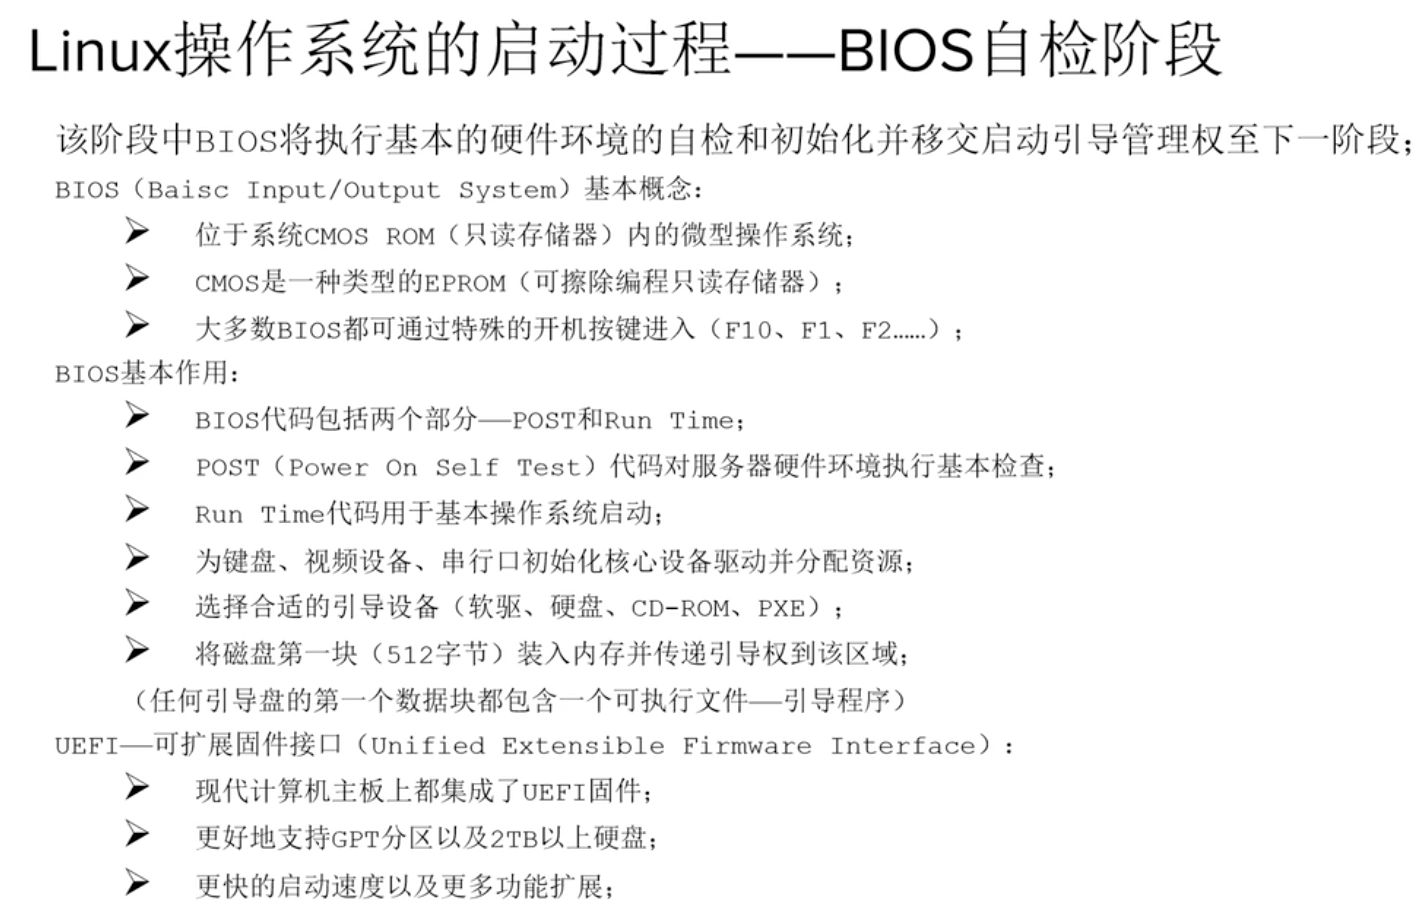 Linux操作系统的启动过程——BIOS自检阶段
该阶段中BIOS将执行基本的硬件环境的自检和初始化并移交启动引导管理权至下一阶段；
BIOS（Baisc Input/Output System）基本概念：
➢ 位于系统CMOS ROM（只读存储器）内的微型操作系统；
➢ CMOS是一种类型的EPROM（可擦除编程只读存储器）；
➢ 大多数BIOS都可通过特殊的开机按键进入（F10、F1、F2……）；
BIOS基本作用：
➢ BIOS代码包括两个部分——POST和Run Time；
➢ POST（Power On Self Test）代码对服务器硬件环境执行基本检查；
➢ Run Time代码用于基本操作系统启动；
➢ 为键盘、视频设备、串行口初始化核心设备驱动并分配资源；
➢ 选择合适的引导设备（软驱、硬盘、CD-ROM、PXE）；
➢ 将磁盘第一块（512字节）装入内存并传递引导权到该区域；
（任何引导盘的第一个数据块都包含一个可执行文件——引导程序）
UEFI——可扩展固件接口（Unified Extensible Firmware Interface）：
➢ 现代计算机主板上都集成了UEFI固件；
➢ 更好地支持GPT分区以及2TB以上硬盘；
➢ 更快的启动速度以及更多功能扩展；